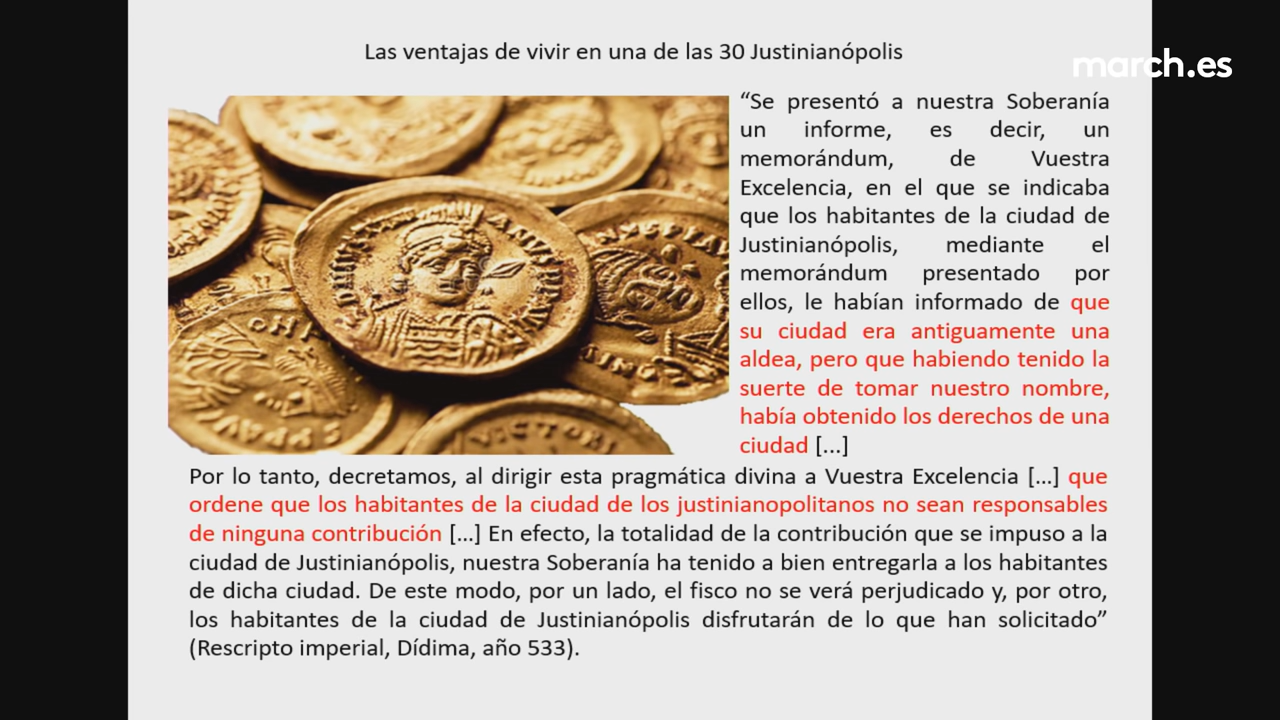 Las ventajas de vivir en una de las 30 Justinianópolis
march.es
“Se presentó a nuestra Soberanía
un informe, es decir, un
memorándum, de Vuestra
Excelencia, en el que se indicaba
que los habitantes de la ciudad de
Justinianópolis, mediante el
memorándum presentado por
ellos, le habían informado de que
su ciudad era antiguamente una
aldea, pero que habiendo tenido la
suerte de tomar nuestro nombre,
había obtenido los derechos de una
ciudad [...]
Por lo tanto, decretamos, al dirigir esta pragmática divina a Vuestra Excelencia [...] que
ordene que los habitantes de la ciudad de los justinianopolitanos no sean responsables
de ninguna contribución [...] En efecto, la totalidad de la contribución que se impuso a la
ciudad de Justinianópolis, nuestra Soberanía ha tenido a bien entregarla a los habitantes
de dicha ciudad. De este modo, por un lado, el fisco no se verá perjudicado y, por otro,
los habitantes de la ciudad de Justinianópolis disfrutarán de lo que han solicitado”
(Rescripto imperial, Dídima, año 533).